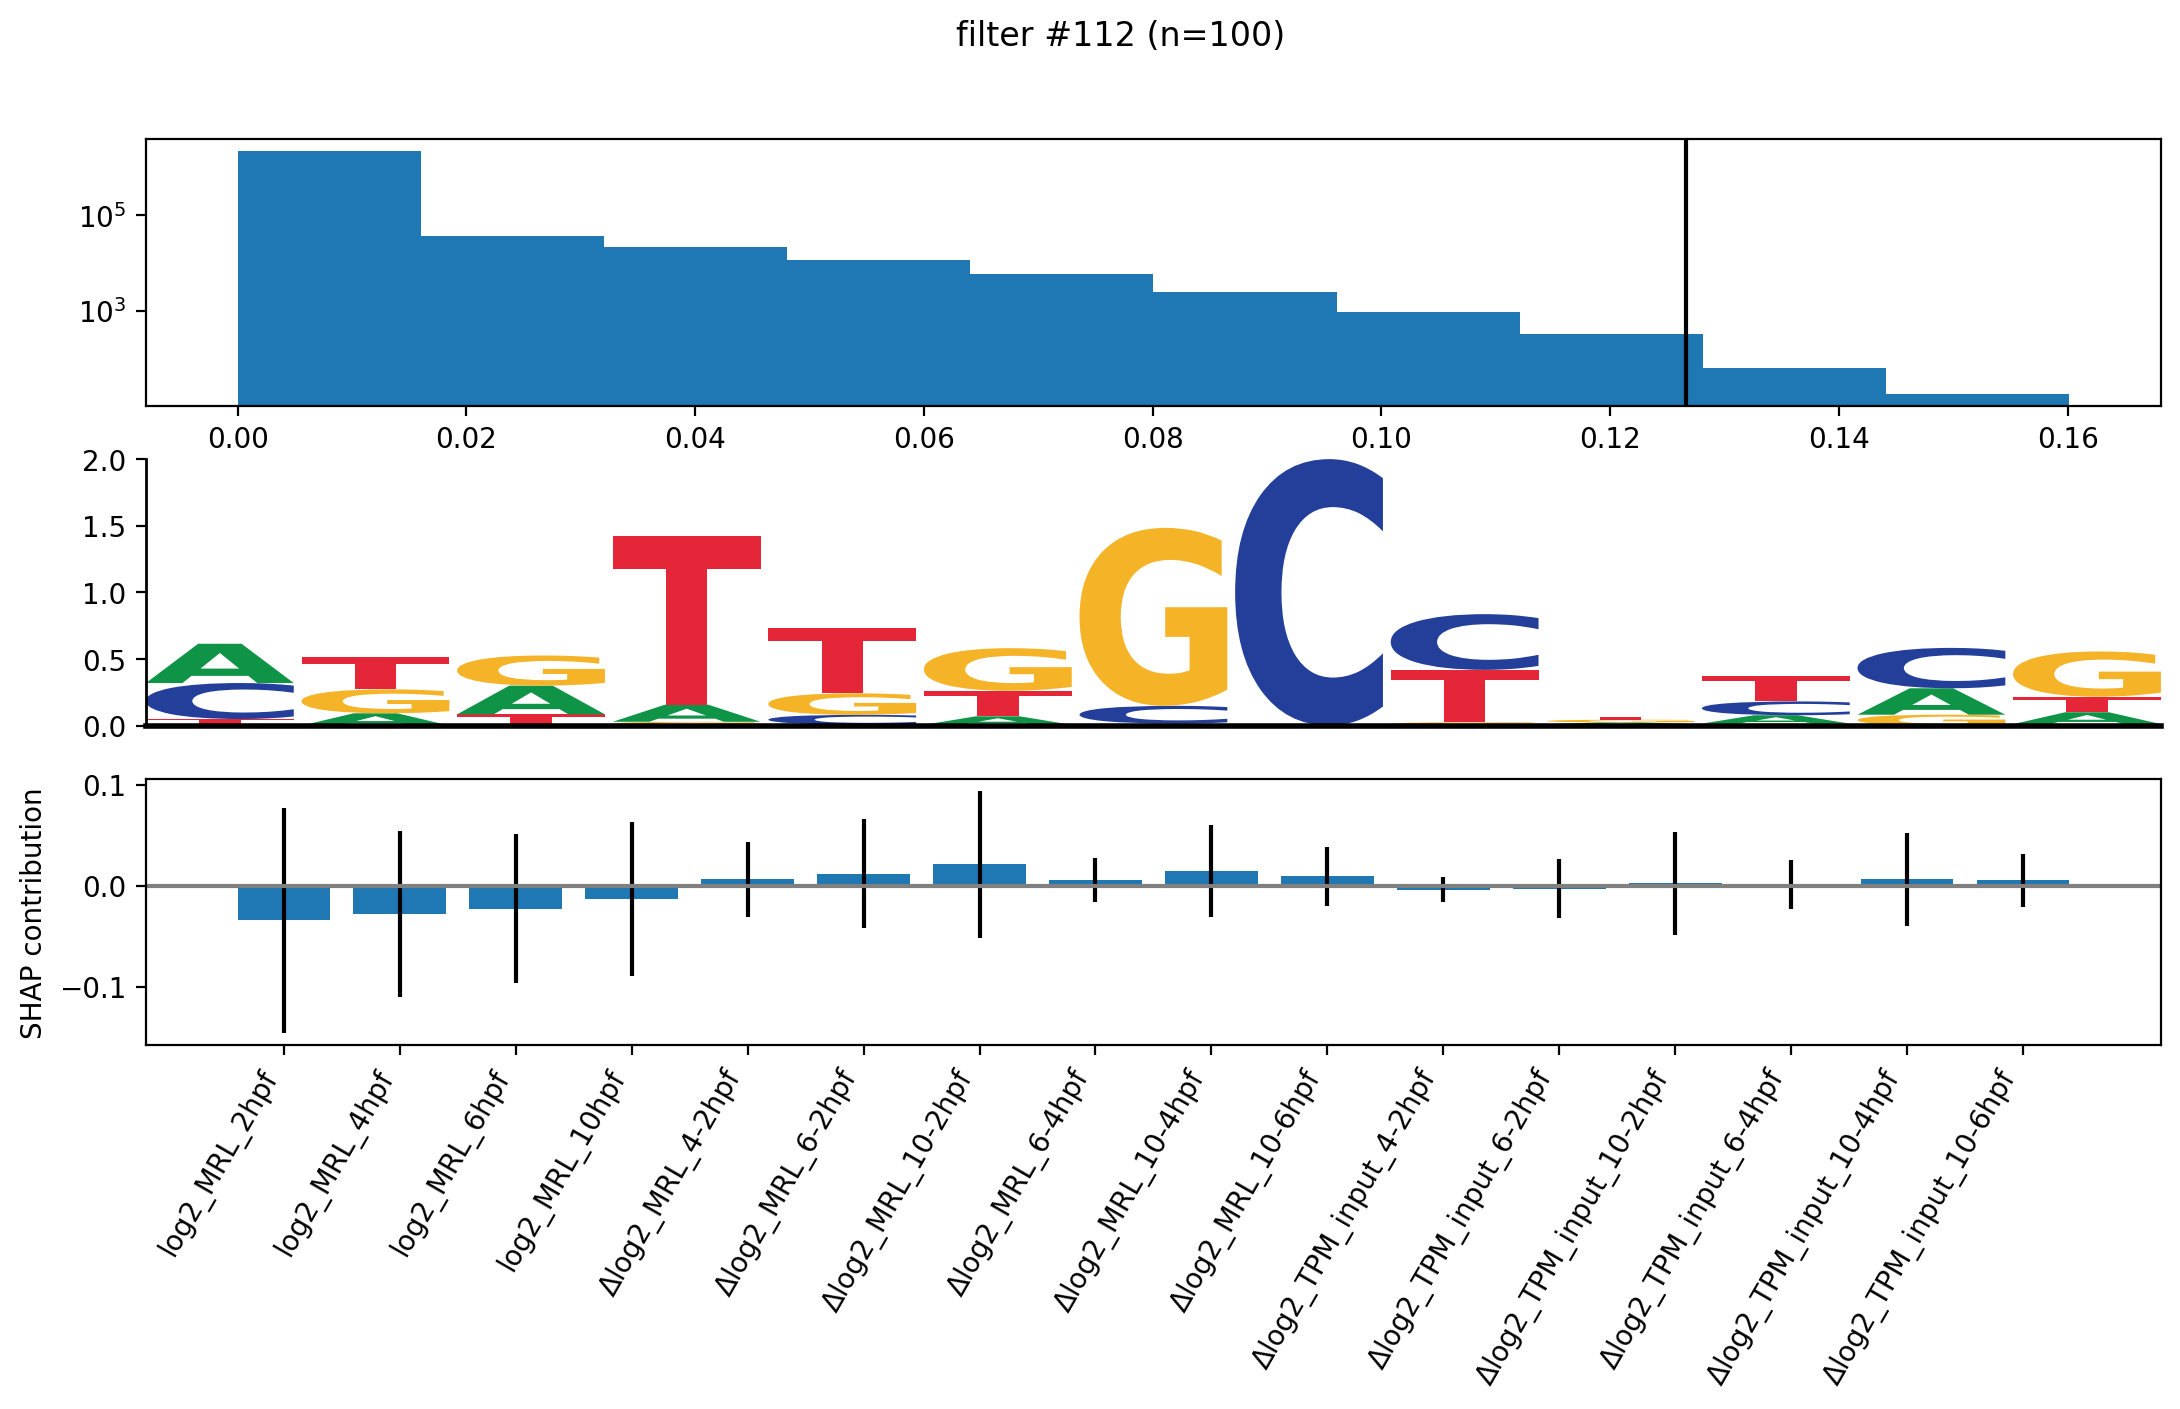 filter #112 (n=100)
10^5
10^3
0.00 0.02 0.04 0.06 0.08 0.10 0.12 0.14 0.16
2.0
1.5
1.0
0.5
0.0
A T G T T G G C C T C G
C G A A G T C T C A T
T A T C A A G A
0.1
0.0
−0.1
SHAP contribution
log2_MRL_2hpf
log2_MRL_4hpf
log2_MRL_6hpf
log2_MRL_10hpf
Δlog2_MRL_4-2hpf
Δlog2_MRL_6-2hpf
Δlog2_MRL_10-2hpf
Δlog2_MRL_6-4hpf
Δlog2_MRL_10-4hpf
Δlog2_MRL_10-6hpf
Δlog2_TPM_input_4-2hpf
Δlog2_TPM_input_6-2hpf
Δlog2_TPM_input_10-2hpf
Δlog2_TPM_input_6-4hpf
Δlog2_TPM_input_10-4hpf
Δlog2_TPM_input_10-6hpf